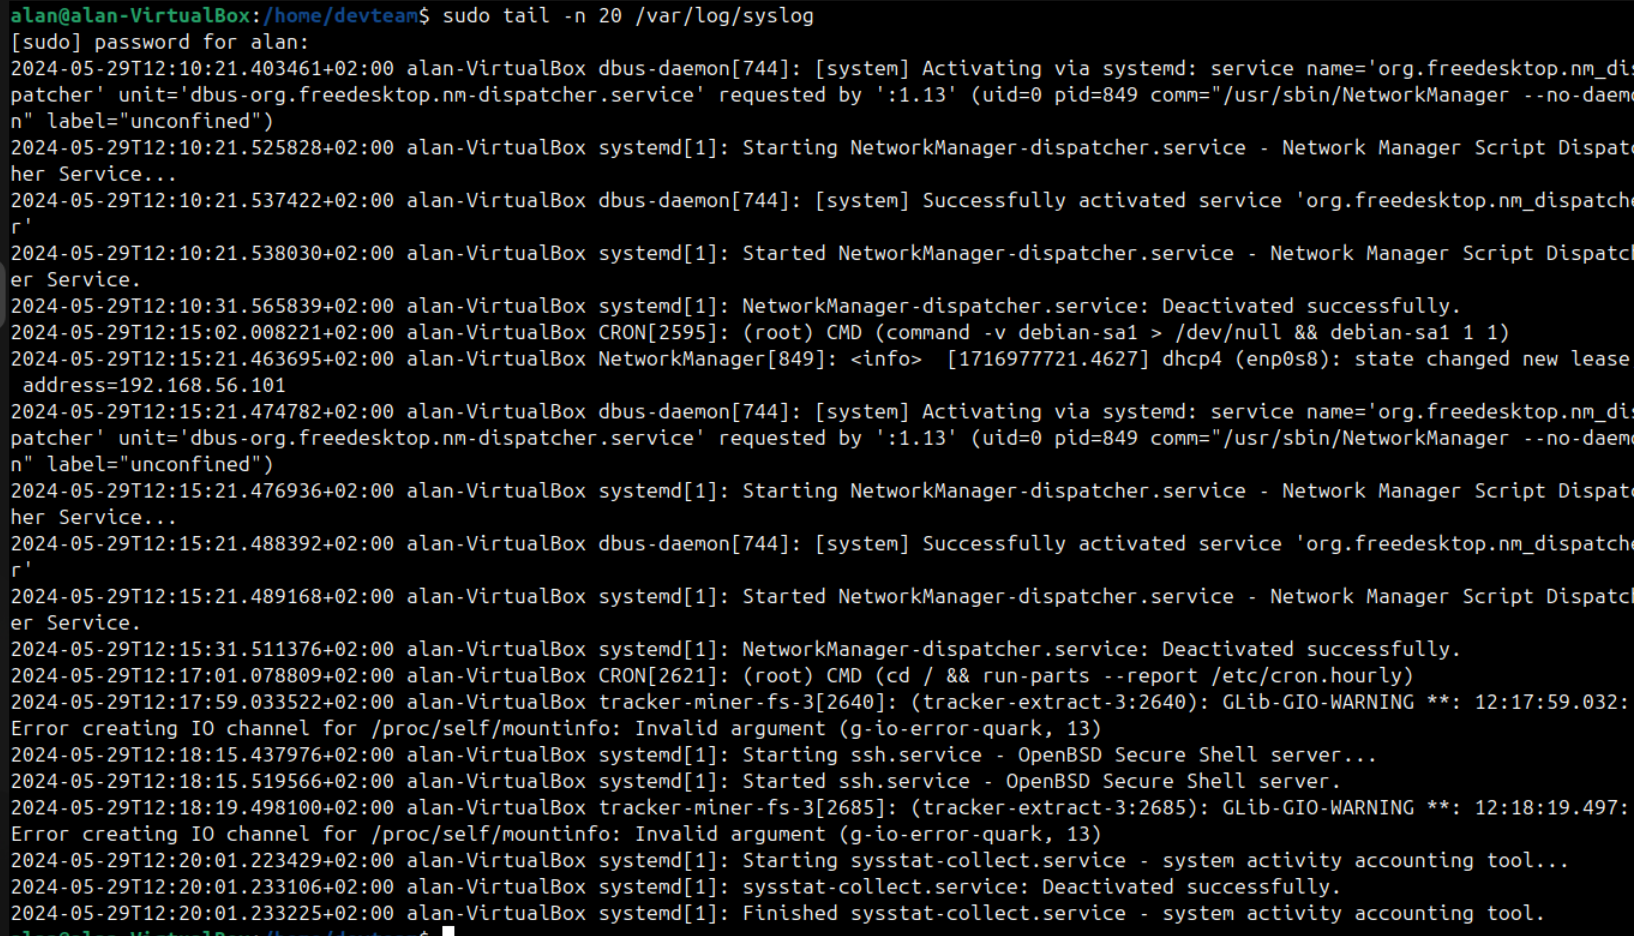 alan@alan-VirtualBox:/home/devteam$ sudo tail -n 20 /var/log/syslog
[sudo] password for alan:
2024-05-29T12:10:21.403461+02:00 alan-VirtualBox dbus-daemon[744]: [system] Activating via systemd: service name='org.freedesktop.nm_dis
patcher' unit='dbus-org.freedesktop.nm-dispatcher.service' requested by ':1.13' (uid=0 pid=849 comm="/usr/sbin/NetworkManager --no-daemo
n" label="unconfined")
2024-05-29T12:10:21.525828+02:00 alan-VirtualBox systemd[1]: Starting NetworkManager-dispatcher.service - Network Manager Script Dispatc
her Service...
2024-05-29T12:10:21.537422+02:00 alan-VirtualBox dbus-daemon[744]: [system] Successfully activated service 'org.freedesktop.nm_dispatche
r'
2024-05-29T12:10:21.538030+02:00 alan-VirtualBox systemd[1]: Started NetworkManager-dispatcher.service - Network Manager Script Dispatch
er Service.
2024-05-29T12:10:31.565839+02:00 alan-VirtualBox systemd[1]: NetworkManager-dispatcher.service: Deactivated successfully.
2024-05-29T12:15:02.008221+02:00 alan-VirtualBox CRON[2595]: (root) CMD (command -v debian-sa1 > /dev/null && debian-sa1 1 1)
2024-05-29T12:15:21.463695+02:00 alan-VirtualBox NetworkManager[849]: <info>  [1716977721.4627] dhcp4 (enp0s8): state changed new lease
 address=192.168.56.101
2024-05-29T12:15:21.474782+02:00 alan-VirtualBox dbus-daemon[744]: [system] Activating via systemd: service name='org.freedesktop.nm_dis
patcher' unit='dbus-org.freedesktop.nm-dispatcher.service' requested by ':1.13' (uid=0 pid=849 comm="/usr/sbin/NetworkManager --no-daemo
n" label="unconfined")
2024-05-29T12:15:21.476936+02:00 alan-VirtualBox systemd[1]: Starting NetworkManager-dispatcher.service - Network Manager Script Dispatc
her Service...
2024-05-29T12:15:21.488392+02:00 alan-VirtualBox dbus-daemon[744]: [system] Successfully activated service 'org.freedesktop.nm_dispatche
r'
2024-05-29T12:15:21.489168+02:00 alan-VirtualBox systemd[1]: Started NetworkManager-dispatcher.service - Network Manager Script Dispatch
er Service.
2024-05-29T12:15:31.511376+02:00 alan-VirtualBox systemd[1]: NetworkManager-dispatcher.service: Deactivated successfully.
2024-05-29T12:17:01.078809+02:00 alan-VirtualBox CRON[2621]: (root) CMD (cd / && run-parts --report /etc/cron.hourly)
2024-05-29T12:17:59.033522+02:00 alan-VirtualBox tracker-miner-fs-3[2640]: (tracker-extract-3:2640): GLib-GIO-WARNING **: 12:17:59.032:
Error creating IO channel for /proc/self/mountinfo: Invalid argument (g-io-error-quark, 13)
2024-05-29T12:18:15.437976+02:00 alan-VirtualBox systemd[1]: Starting ssh.service - OpenBSD Secure Shell server...
2024-05-29T12:18:15.519566+02:00 alan-VirtualBox systemd[1]: Started ssh.service - OpenBSD Secure Shell server.
2024-05-29T12:18:19.498100+02:00 alan-VirtualBox tracker-miner-fs-3[2685]: (tracker-extract-3:2685): GLib-GIO-WARNING **: 12:18:19.497:
Error creating IO channel for /proc/self/mountinfo: Invalid argument (g-io-error-quark, 13)
2024-05-29T12:20:01.223429+02:00 alan-VirtualBox systemd[1]: Starting sysstat-collect.service - system activity accounting tool...
2024-05-29T12:20:01.233106+02:00 alan-VirtualBox systemd[1]: sysstat-collect.service: Deactivated successfully.
2024-05-29T12:20:01.233225+02:00 alan-VirtualBox systemd[1]: Finished sysstat-collect.service - system activity accounting tool.
alan@alan-VirtualBox:/home/devteam$